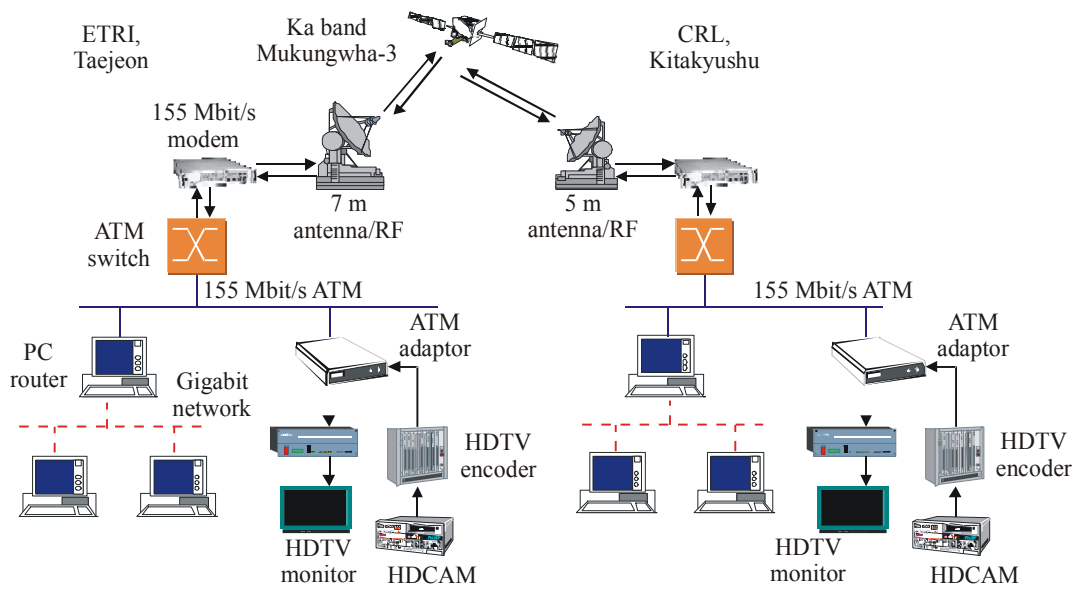 ETRI,
Taejeon
Ka band
Mukungwha-3
CRL,
Kitakyushu
155 Mbit/s
modem
7 m
antenna/RF
5 m
antenna/RF
ATM
switch
155 Mbit/s ATM
155 Mbit/s ATM
PC
router
ATM
adaptor
ATM
adaptor
Gigabit
network
HDTV
encoder
HDTV
encoder
HDTV
monitor
HDCAM
HDTV
monitor
HDCAM